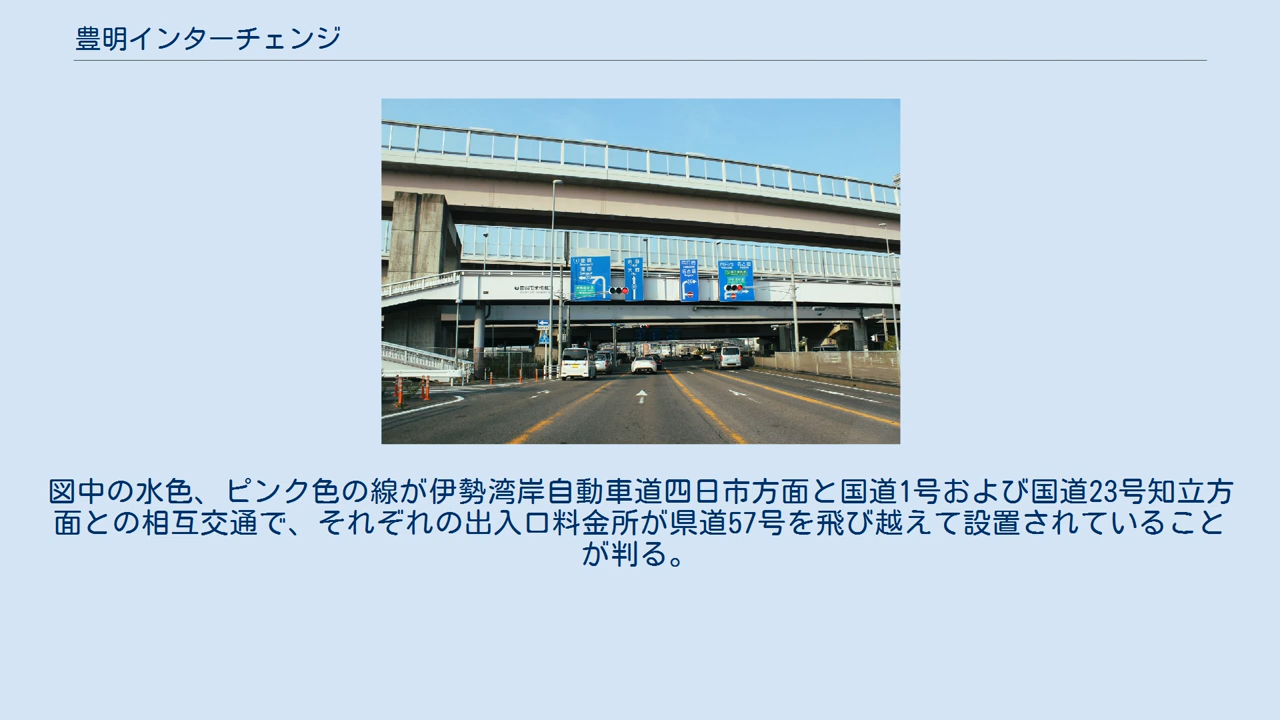 豊明インターチェンジ
図中の水色、ピンク色の線が伊勢湾岸自動車道四日市方面と国道1号および国道23号知立方
面との相互交通で、それぞれの出入口料金所が県道57号を飛び越えて設置されていること
が判る。